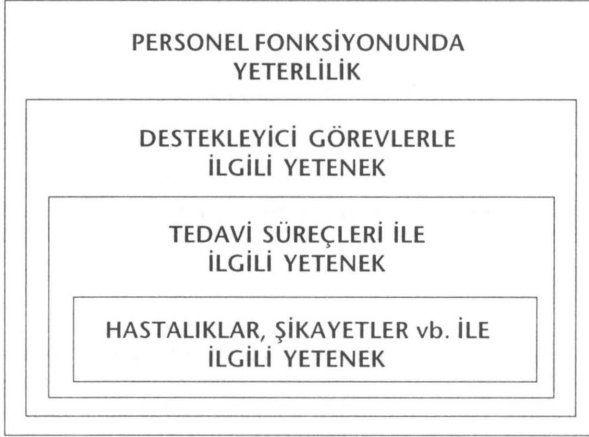 PERSONEL FONKSİYONUNDA
YETERLİLİK
DESTEKLEYİCİ GÖREVLERLE
İLGİLİ YETENEK
TEDAVİ SÜREÇLERİ İLE
İLGİLİ YETENEK
HASTALIKLAR, ŞİKAYETLER vb. İLE
İLGİLİ YETENEK